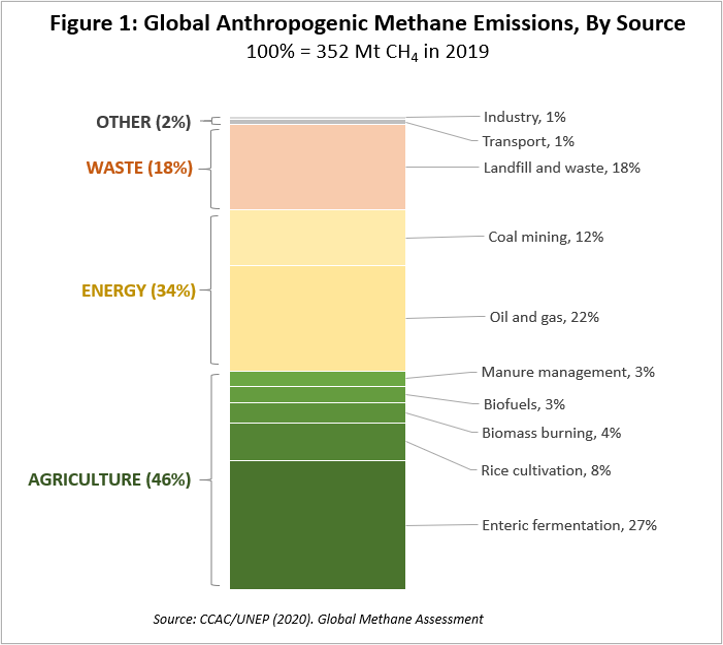 Figure 1: Global Anthropogenic Methane Emissions, By Source
100% = 352 Mt CH₄ in 2019
OTHER (2%)
Industry, 1%
Transport, 1%
WASTE (18%)
Landfill and waste, 18%
Coal mining, 12%
ENERGY (34%)
Oil and gas, 22%
Manure management, 3%
Biofuels, 3%
Biomass burning, 4%
Rice cultivation, 8%
AGRICULTURE (46%)
Enteric fermentation, 27%
Source: CCAC/UNEP (2020). Global Methane Assessment